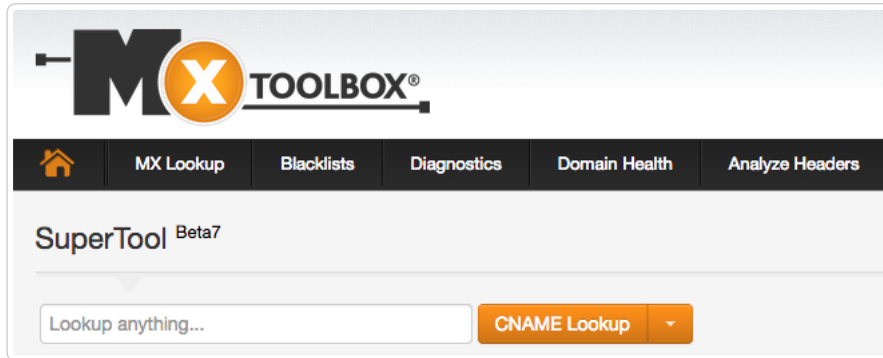 MX TOOLBOX®
MX Lookup Blacklists Diagnostics Domain Health Analyze Headers
SuperTool Beta7
Lookup anything... CNAME Lookup